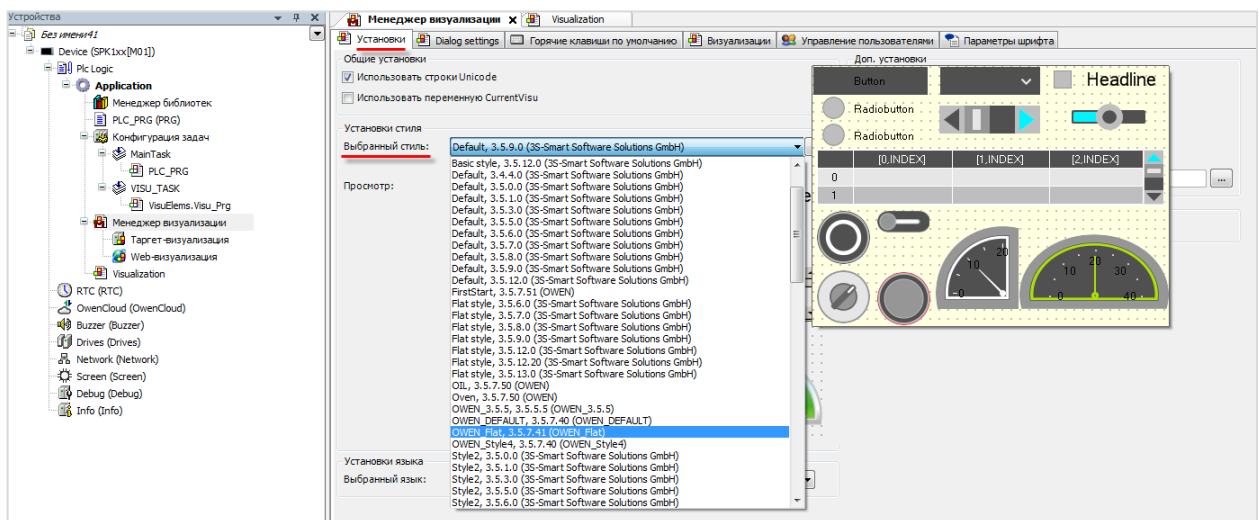 Устройства
Без имени41
Device (SPK1xx[M01])
Plc Logic
Application
Менеджер библиотек
PLC_PRG (PRG)
Конфигурация задач
MainTask
PLC_PRG
VISU_TASK
VisuElems.Visu_Prg
Менеджер визуализации
Таргет-визуализация
Web-визуализация
Visualization
RTC (RTC)
OwenCloud (OwenCloud)
Buzzer (Buzzer)
Drives (Drives)
Network (Network)
Screen (Screen)
Debug (Debug)
Info (Info)
Менеджер визуализации
Visualization
Установки
Dialog settings
Горячие клавиши по умолчанию
Визуализации
Управление пользователями
Параметры шрифта
Общие установки
Использовать строки Unicode
Использовать переменную CurrentVisu
Установки стиля
Выбранный стиль:
Default, 3.5.9.0 (3S-Smart Software Solutions GmbH)
Просмотр:
Basic style, 3.5.12.0 (3S-Smart Software Solutions GmbH)
Default, 3.4.4.0 (3S-Smart Software Solutions GmbH)
Default, 3.5.0.0 (3S-Smart Software Solutions GmbH)
Default, 3.5.1.0 (3S-Smart Software Solutions GmbH)
Default, 3.5.3.0 (3S-Smart Software Solutions GmbH)
Default, 3.5.5.0 (3S-Smart Software Solutions GmbH)
Default, 3.5.6.0 (3S-Smart Software Solutions GmbH)
Default, 3.5.7.0 (3S-Smart Software Solutions GmbH)
Default, 3.5.8.0 (3S-Smart Software Solutions GmbH)
Default, 3.5.9.0 (3S-Smart Software Solutions GmbH)
Default, 3.5.12.0 (3S-Smart Software Solutions GmbH)
FirstStart, 3.5.7.51 (OWEN)
Flat style, 3.5.6.0 (3S-Smart Software Solutions GmbH)
Flat style, 3.5.7.0 (3S-Smart Software Solutions GmbH)
Flat style, 3.5.8.0 (3S-Smart Software Solutions GmbH)
Flat style, 3.5.9.0 (3S-Smart Software Solutions GmbH)
Flat style, 3.5.12.0 (3S-Smart Software Solutions GmbH)
Flat style, 3.5.12.20 (3S-Smart Software Solutions GmbH)
Flat style, 3.5.13.0 (3S-Smart Software Solutions GmbH)
OIL, 3.5.7.50 (OWEN)
Oven, 3.5.7.50 (OWEN)
OWEN_3.5.5, 3.5.5.5 (OWEN_3.5.5)
OWEN_DEFAULT, 3.5.7.40 (OWEN_DEFAULT)
OWEN_Flat, 3.5.7.41 (OWEN_Flat)
OWEN_Style4, 3.5.7.40 (OWEN_Style4)
Style2, 3.5.0.0 (3S-Smart Software Solutions GmbH)
Style2, 3.5.1.0 (3S-Smart Software Solutions GmbH)
Style2, 3.5.3.0 (3S-Smart Software Solutions GmbH)
Style2, 3.5.5.0 (3S-Smart Software Solutions GmbH)
Style2, 3.5.6.0 (3S-Smart Software Solutions GmbH)
Установки языка
Выбранный язык:
Доп. установки
Button
Headline
Radiobutton
Radiobutton
[0,INDEX] [1,INDEX] [2,INDEX]
0
1
...
0 10 20
0 10 20 30 40